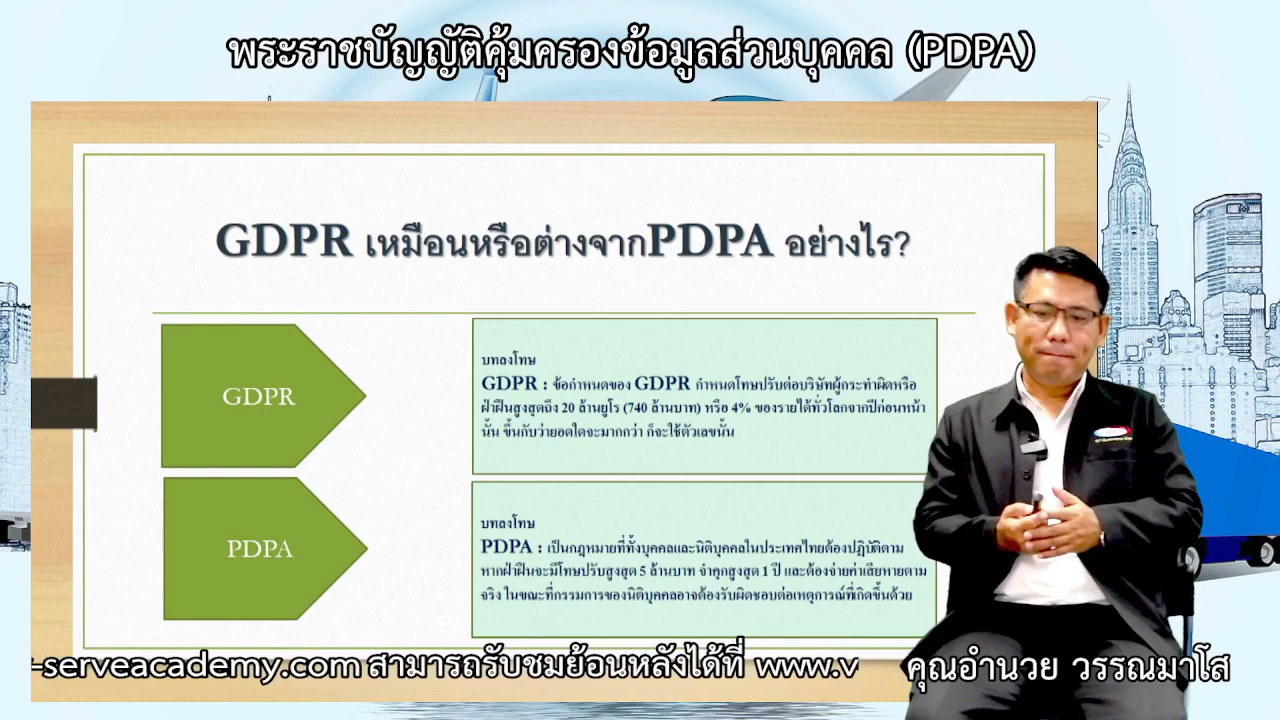 พระราชบัญญัติคุ้มครองข้อมูลส่วนบุคคล (PDPA)
GDPR เหมือนหรือต่างจากPDPA อย่างไร?
GDPR
บทลงโทษ
GDPR : ข้อกำหนดของ GDPR กำหนดโทษปรับต่อบริษัทผู้กระทำผิดหรือ
ฝ่าฝืนสูงสุดถึง 20 ล้านยูโร (740 ล้านบาท) หรือ 4% ของรายได้ทั่วโลกจากปีก่อนหน้า
นั้น ขึ้นกับว่ายอดใดจะมากกว่า ก็จะใช้ตัวเลขนั้น
PDPA
บทลงโทษ
PDPA : เป็นกฎหมายที่ทั้งบุคคลและนิติบุคคลในประเทศไทยต้องปฏิบัติตาม
หากฝ่าฝืนจะมีโทษปรับสูงสุด 5 ล้านบาท จำคุกสูงสุด 1 ปี และต้องจ่ายค่าเสียหายตาม
จริง ในขณะที่กรรมการของนิติบุคคลอาจต้องรับผิดชอบต่อเหตุการณ์ที่เกิดขึ้นด้วย
-serveacademy.com สามารถรับชมย้อนหลังได้ที่ www.v
คุณอำนวย วรรณมาโส